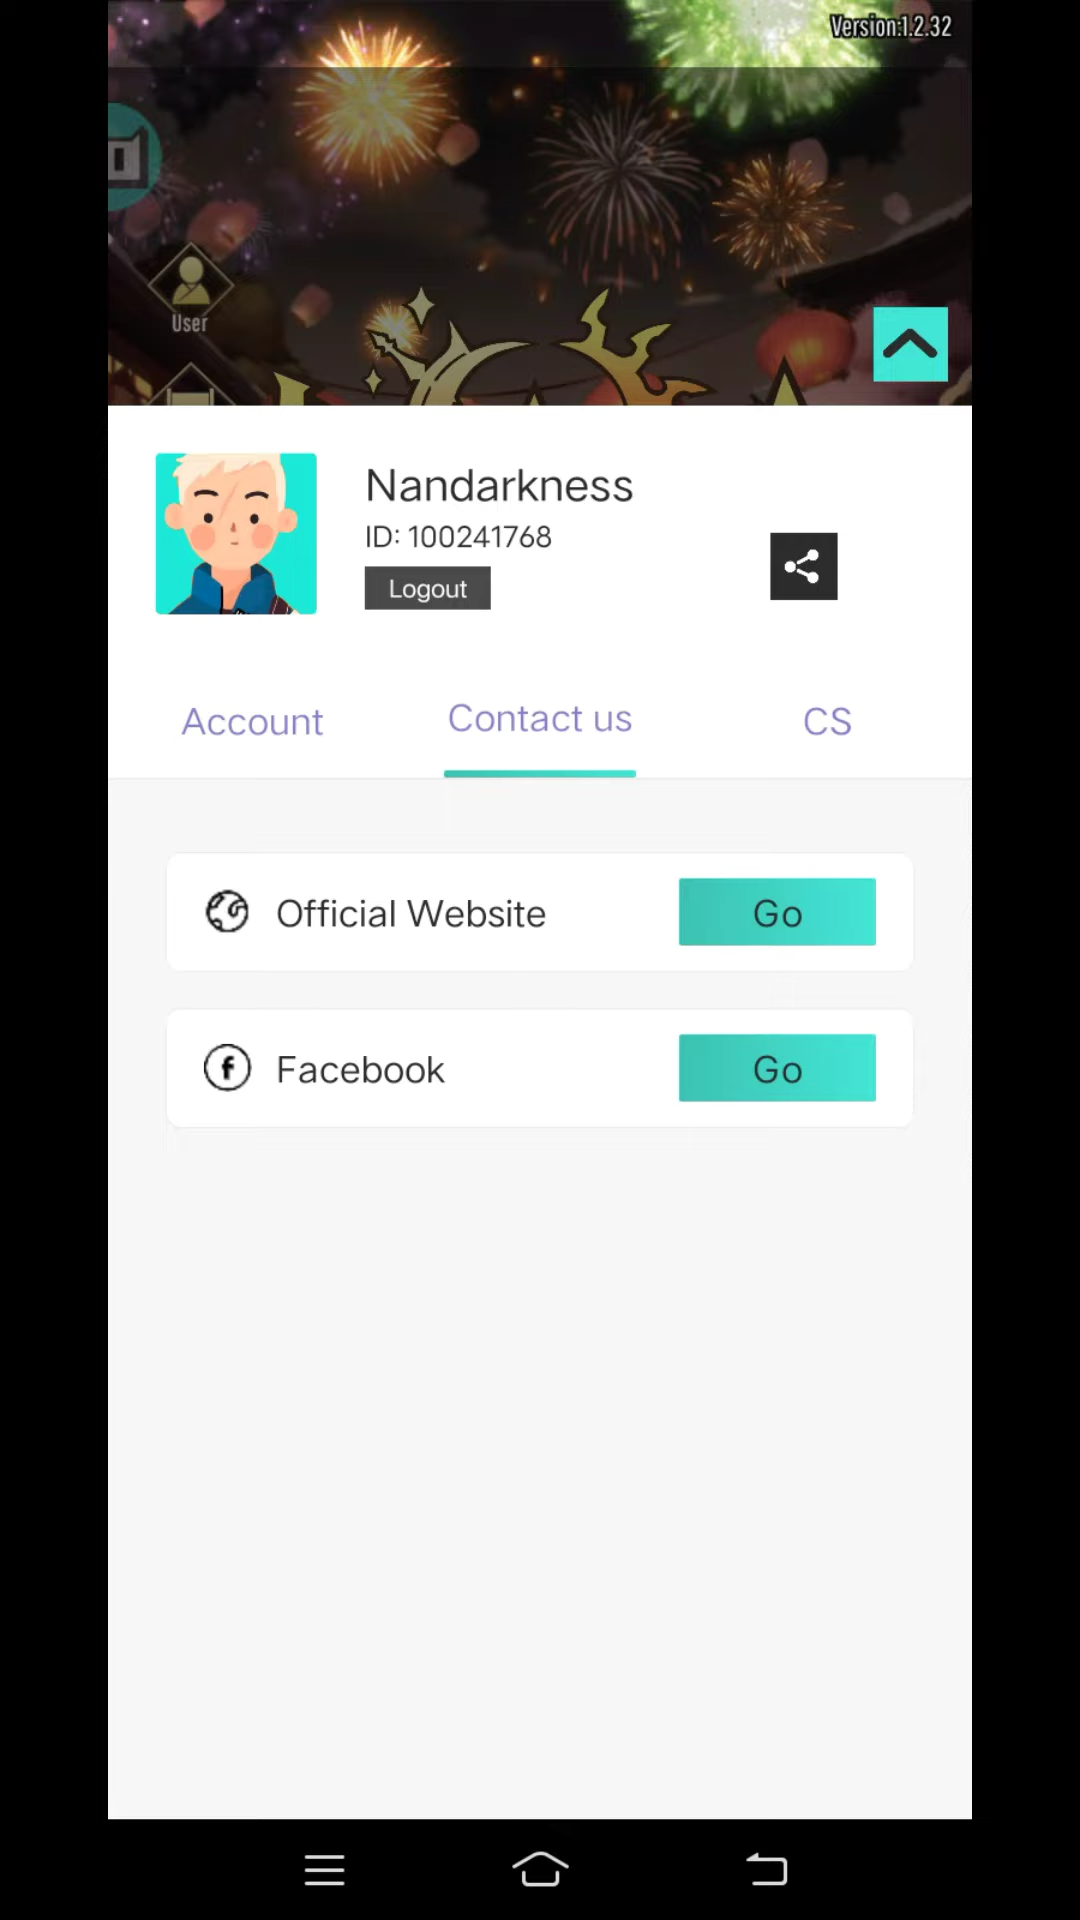 Version:1.2.32
User
Nandarkness
ID: 100241768
Logout
Account
Contact us
CS
Official Website
Go
Facebook
Go